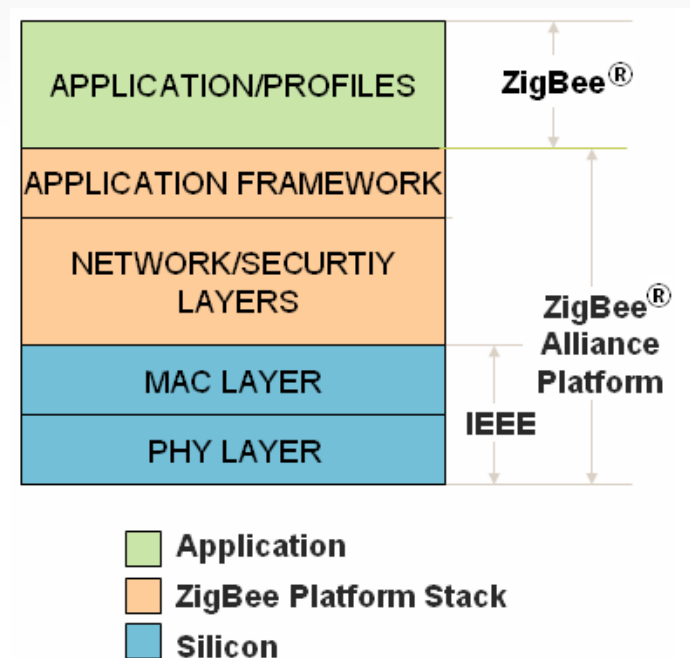 APPLICATION/PROFILES
ZigBee®
APPLICATION FRAMEWORK
NETWORK/SECURTIY
LAYERS
ZigBee®
Alliance
Platform
MAC LAYER
IEEE
PHY LAYER
Application
ZigBee Platform Stack
Silicon